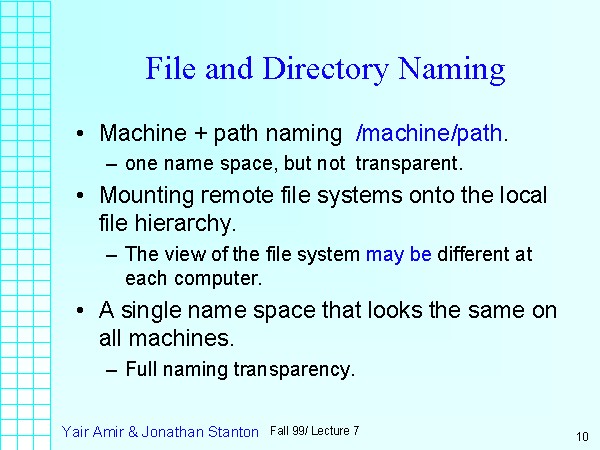 File and Directory Naming
• Machine + path naming /machine/path.
– one name space, but not transparent.
• Mounting remote file systems onto the local
file hierarchy.
– The view of the file system may be different at
each computer.
• A single name space that looks the same on
all machines.
– Full naming transparency.
Yair Amir & Jonathan Stanton Fall 99/ Lecture 7
10